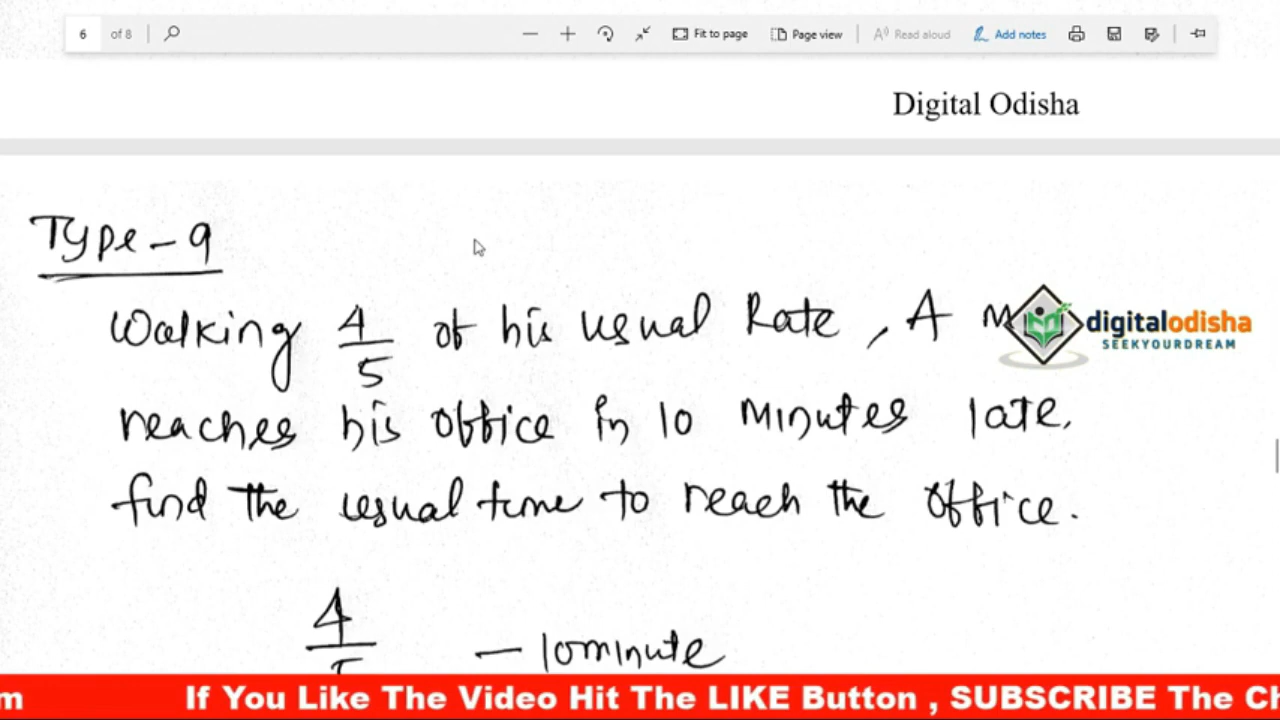 6 of 8 Fit to page Page view Read aloud Add notes
Digital Odisha
Type - 9
Walking 4/5 of his usual Rate, A
digitalodisha
SEEKYOURDREAM
reaches his office in 10 Minutes late.
find the usual time to reach the office.
4/5 - 10minute
m If You Like The Video Hit The LIKE Button , SUBSCRIBE The Ch